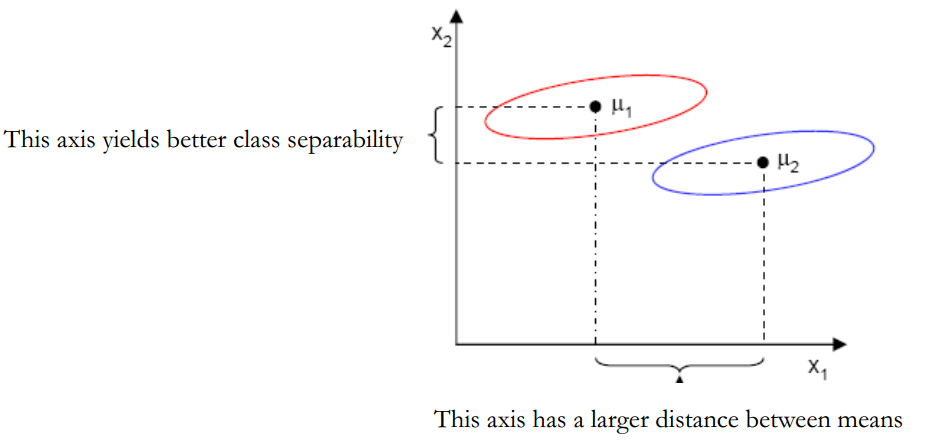 x₂
μ₁
This axis yields better class separability
μ₂
x₁
This axis has a larger distance between means